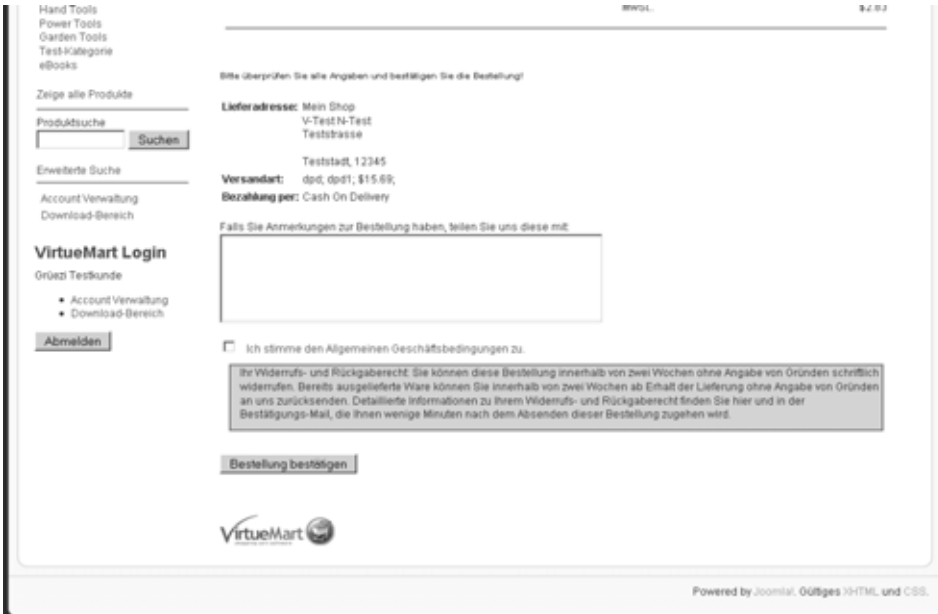 Hand Tools
Power Tools
Garden Tools
Test-Kategorie
eBooks
Zeige alle Produkte
Produktsuche
Suchen
Erweiterte Suche
Account Verwaltung
Download-Bereich
VirtueMart Login
Grüezi Testkunde
Account Verwaltung
Download-Bereich
Abmelden
MwSt. $2.83
Bitte überprüfen Sie alle Angaben und bestätigen Sie die Bestellung!
Lieferadresse: Mein Shop
V-Test N-Test
Teststrasse
Teststadt, 12345
Versandart: dpd; dpd1; $15.69;
Bezahlung per: Cash On Delivery
Falls Sie Anmerkungen zur Bestellung haben, teilen Sie uns diese mit:
Ich stimme den Allgemeinen Geschäftsbedingungen zu.
Ihr Widerrufs- und Rückgaberecht: Sie können diese Bestellung innerhalb von zwei Wochen ohne Angabe von Gründen schriftlich
widerrufen. Bereits ausgelieferte Ware können Sie innerhalb von zwei Wochen ab Erhalt der Lieferung ohne Angabe von Gründen
an uns zurücksenden. Detaillierte Informationen zu Ihrem Widerrufs- und Rückgaberecht finden Sie hier und in der
Bestätigungs-Mail, die Ihnen wenige Minuten nach dem Absenden dieser Bestellung zugehen wird.
Bestellung bestätigen
VirtueMart
Powered by Joomla!. Gültiges XHTML und CSS.